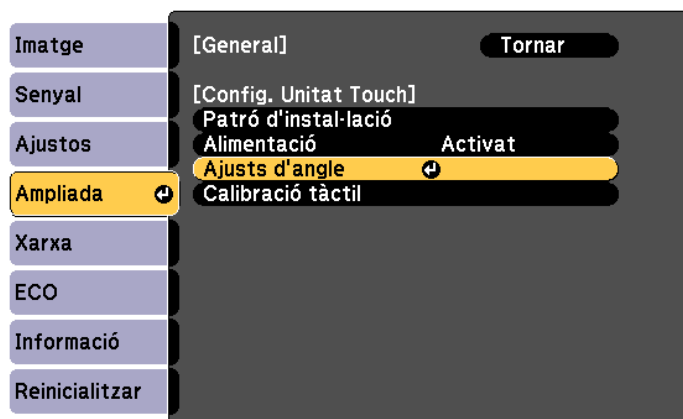 Imatge
Senyal
Ajustos
Ampliada
Xarxa
ECO
Informació
Reinicialitzar
[General] Tornar
[Config. Unitat Touch]
Patró d'instal·lació
Alimentació Activat
Ajusts d'angle
Calibració tàctil